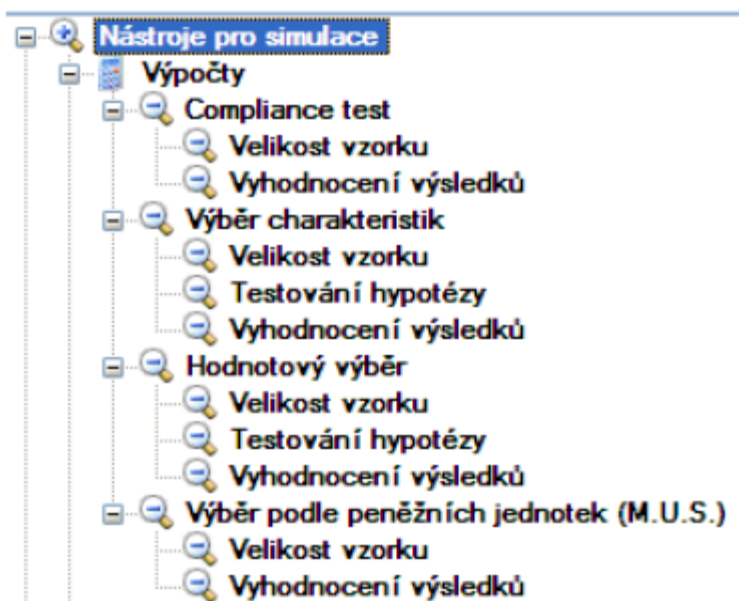 Nástroje pro simulace
Výpočty
Compliance test
Velikost vzorku
Vyhodnocení výsledků
Výběr charakteristik
Velikost vzorku
Testování hypotézy
Vyhodnocení výsledků
Hodnotový výběr
Velikost vzorku
Testování hypotézy
Vyhodnocení výsledků
Výběr podle peněžních jednotek (M.U.S.)
Velikost vzorku
Vyhodnocení výsledků